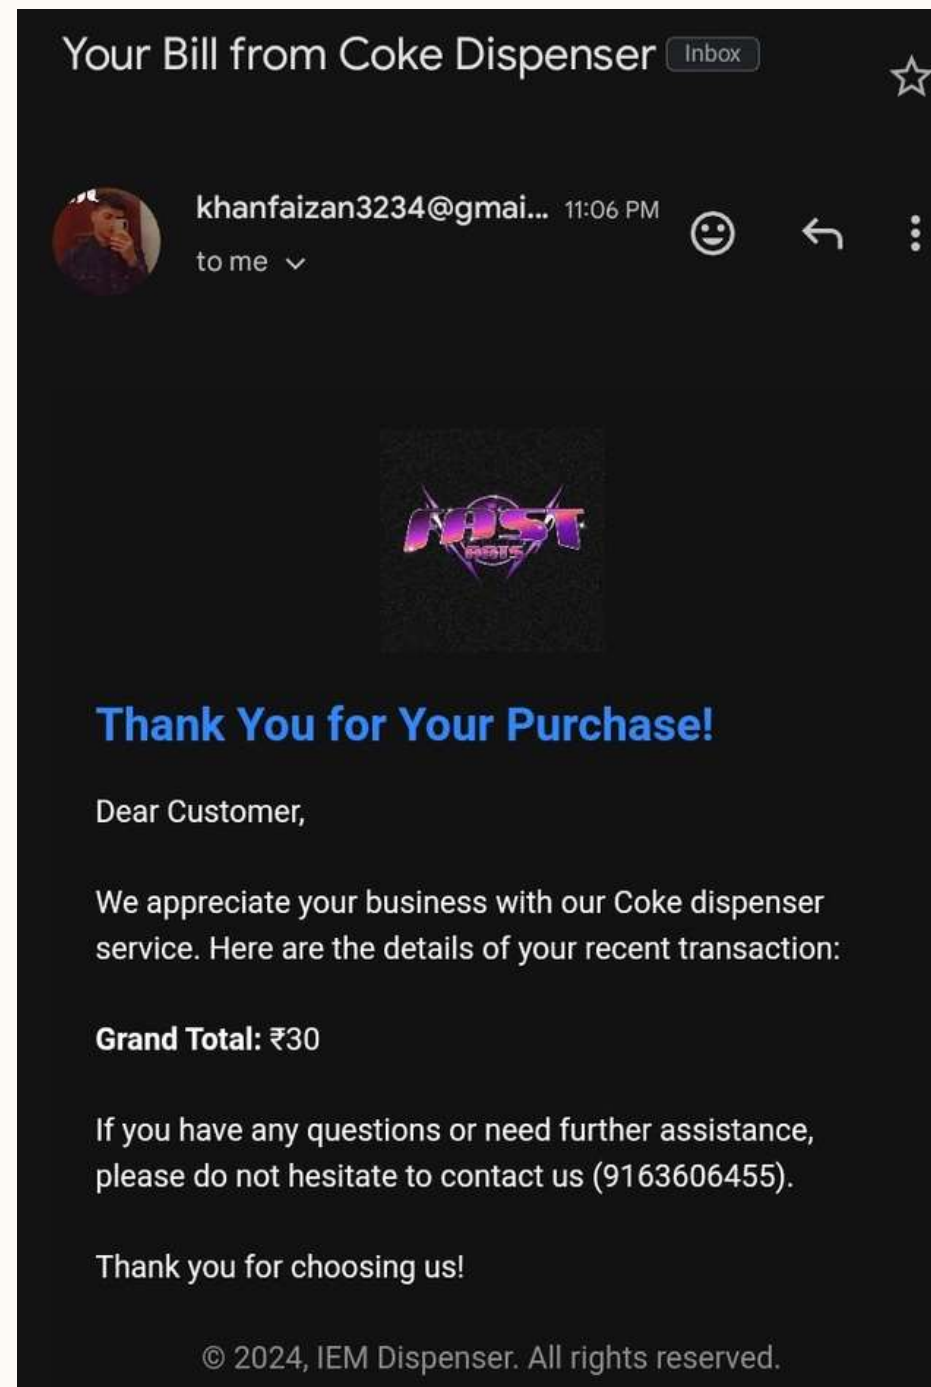 Your Bill from Coke Dispenser Inbox
khanfaizan3234@gmai... 11:06 PM
to me
FAST
Thank You for Your Purchase!
Dear Customer,
We appreciate your business with our Coke dispenser
service. Here are the details of your recent transaction:
Grand Total: ₹30
If you have any questions or need further assistance,
please do not hesitate to contact us (9163606455).
Thank you for choosing us!
© 2024, IEM Dispenser. All rights reserved.